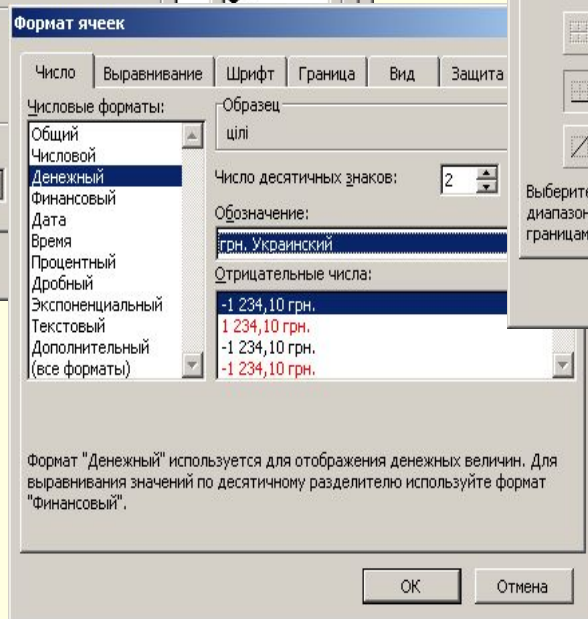 Формат ячеек
Число
Выравнивание
Шрифт
Граница
Вид
Защита
Числовые форматы:
Общий
Числовой
Денежный
Финансовый
Дата
Время
Процентный
Дробный
Экспоненциальный
Текстовый
Дополнительный
(все форматы)
Образец
цілі
Число десятичных знаков:
2
Обозначение:
грн. Украинский
Отрицательные числа:
-1 234,10 грн.
1 234,10 грн.
-1 234,10 грн.
-1 234,10 грн.
Формат "Денежный" используется для отображения денежных величин. Для
выравнивания значений по десятичному разделителю используйте формат
"Финансовый".
ОК
Отмена
Выберите
диапазон
границам